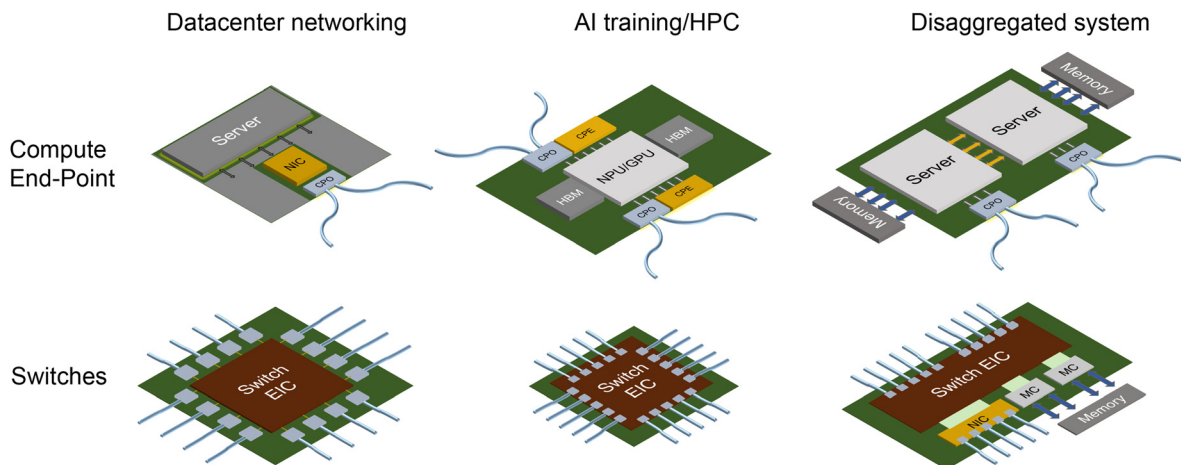 Datacenter networking
AI training/HPC
Disaggregated system
Compute
End-Point
Server
NIC
CPO
CPO
CPE
HBM
NPU/GPU
HBM
CPO
CPE
Memory
Server
Server
CPO
CPO
Memory
Switches
Switch
EIC
Switch
EIC
Switch EIC
MC
MC
NIC
Memory